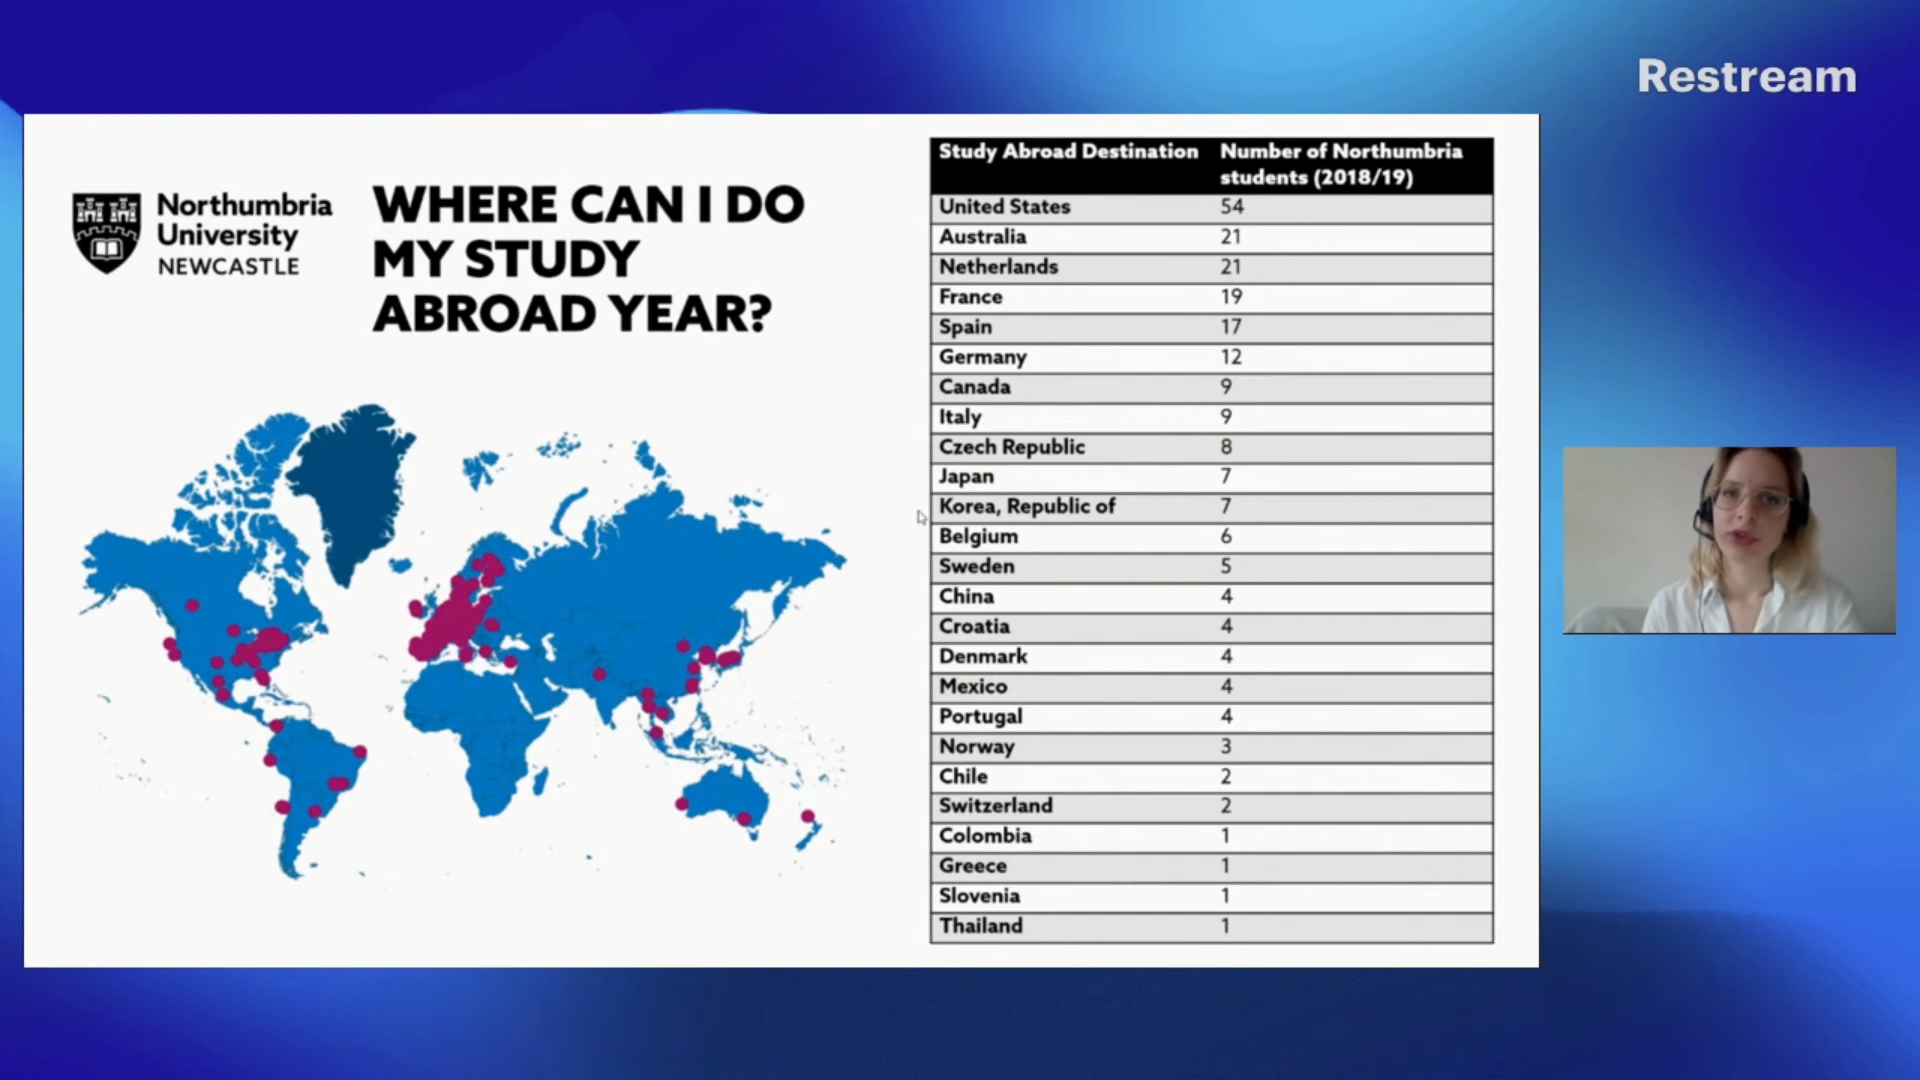 Restream
Northumbria
University
NEWCASTLE
WHERE CAN I DO
MY STUDY
ABROAD YEAR?
Study Abroad Destination Number of Northumbria
students (2018/19)
United States 54
Australia 21
Netherlands 21
France 19
Spain 17
Germany 12
Canada 9
Italy 9
Czech Republic 8
Japan 7
Korea, Republic of 7
Belgium 6
Sweden 5
China 4
Croatia 4
Denmark 4
Mexico 4
Portugal 4
Norway 3
Chile 2
Switzerland 2
Colombia 1
Greece 1
Slovenia 1
Thailand 1